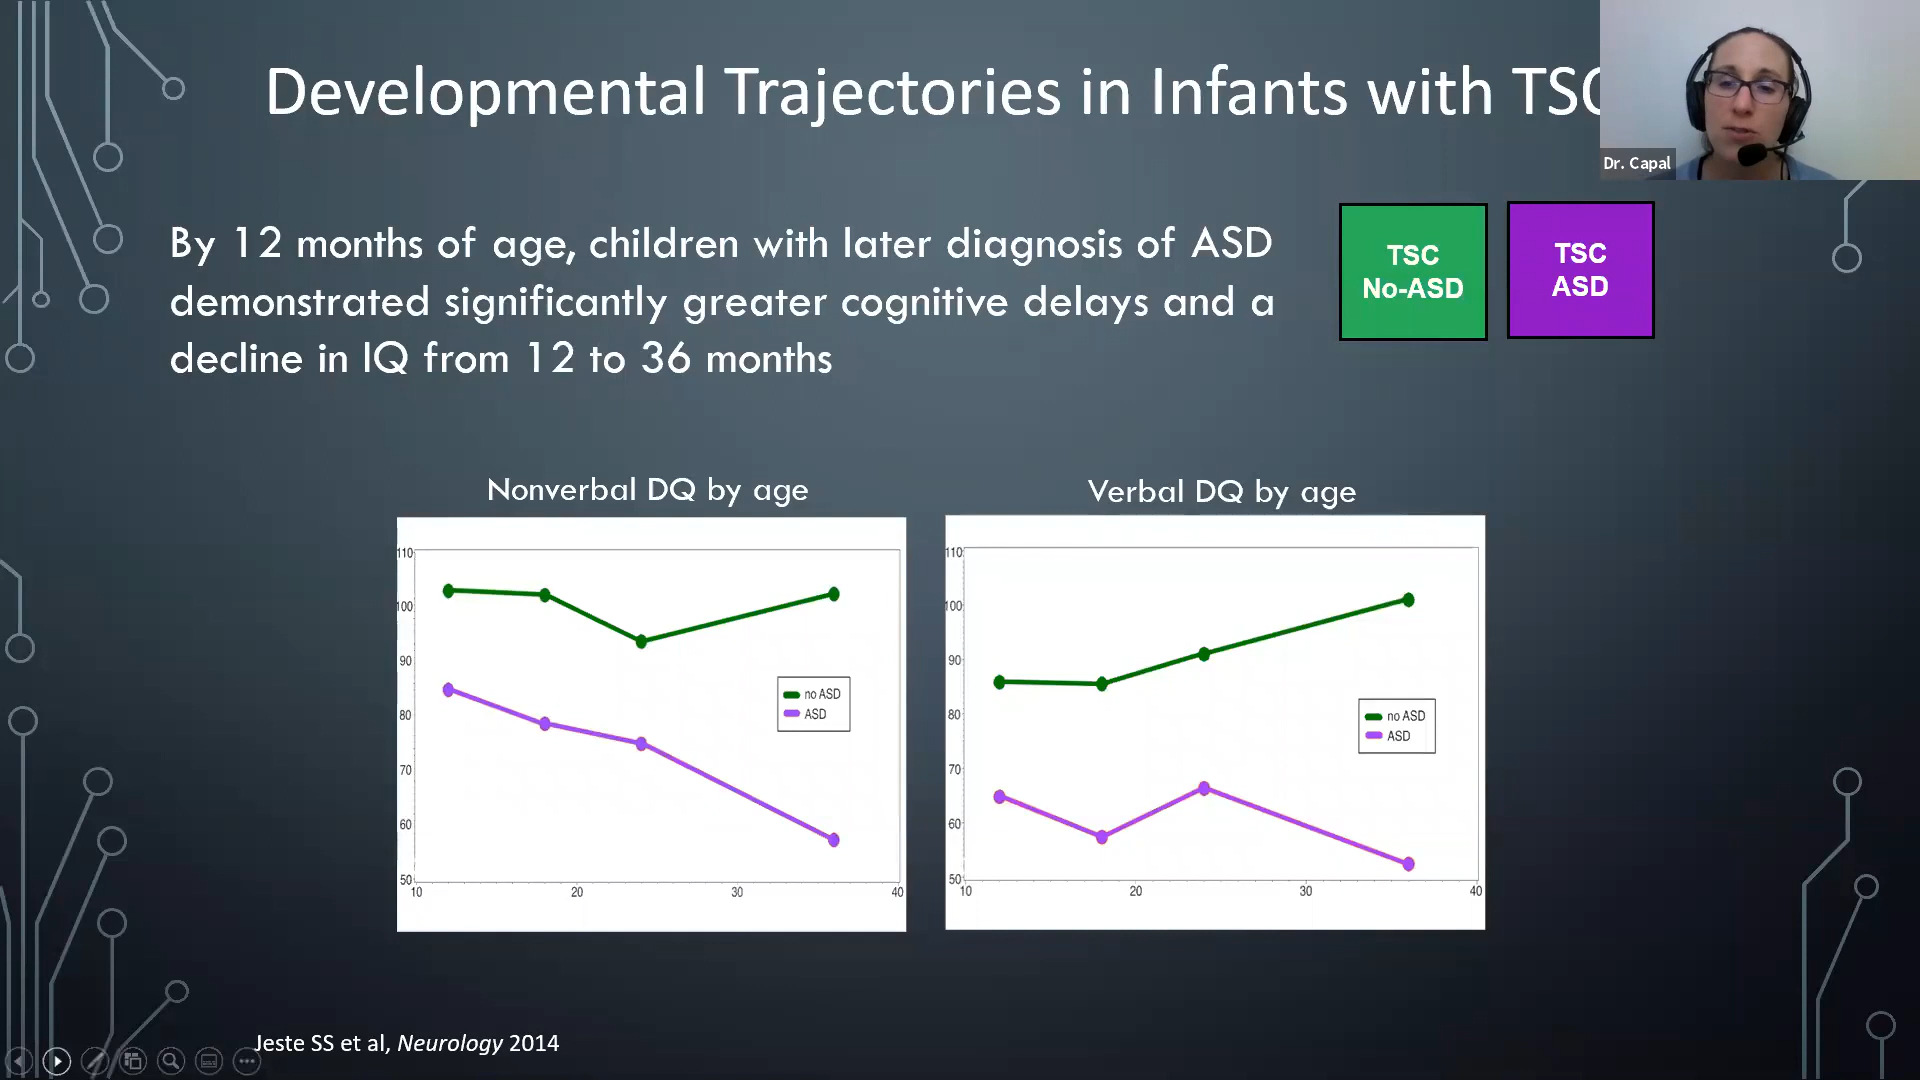 Developmental Trajectories in Infants with TSC
Dr. Capal
By 12 months of age, children with later diagnosis of ASD
demonstrated significantly greater cognitive delays and a
decline in IQ from 12 to 36 months
TSC
No-ASD
TSC
ASD
Nonverbal DQ by age
110
100
90
80
70
60
50
10 20 30 40
no ASD
ASD
Verbal DQ by age
110
100
90
80
70
60
50
10 20 30 40
no ASD
ASD
Jeste SS et al, Neurology 2014